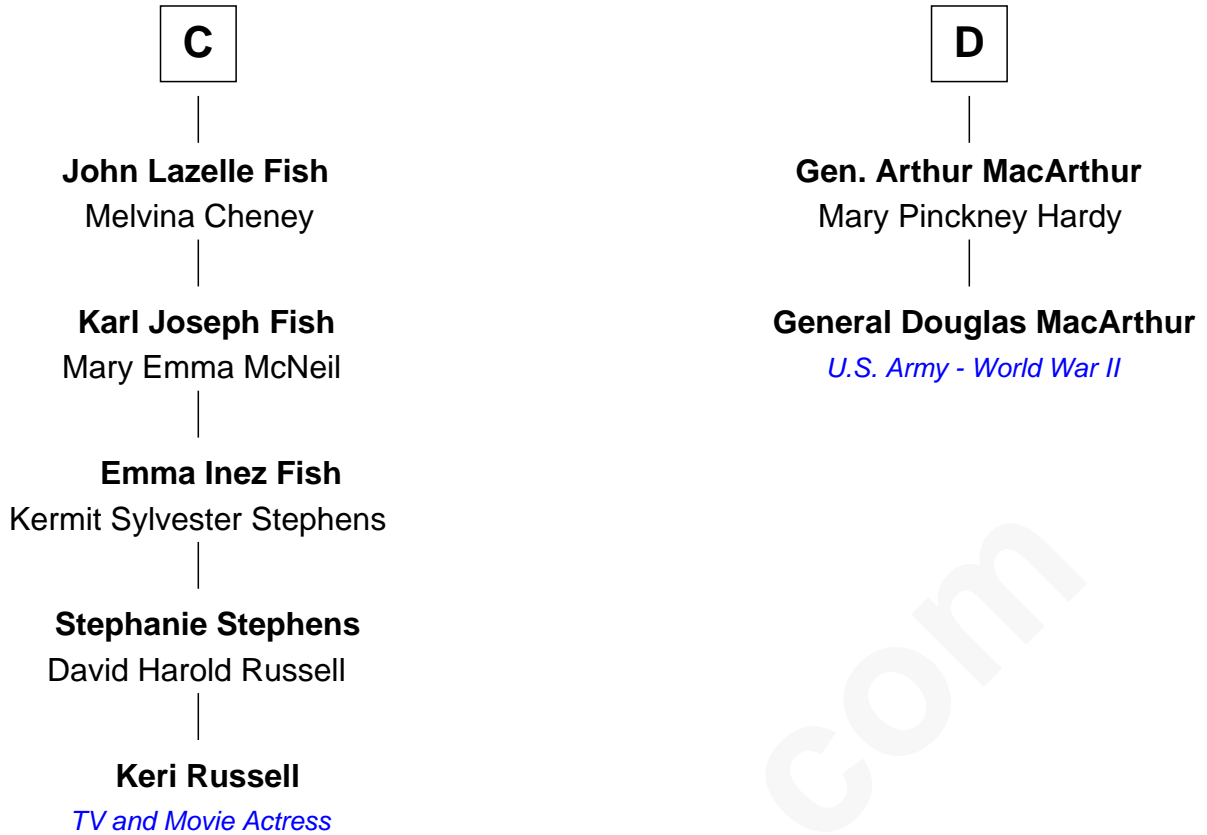 C
John Lazelle Fish
Melvina Cheney
Karl Joseph Fish
Mary Emma McNeil
Emma Inez Fish
Kermit Sylvester Stephens
Stephanie Stephens
David Harold Russell
Keri Russell
TV and Movie Actress
D
Gen. Arthur MacArthur
Mary Pinckney Hardy
General Douglas MacArthur
U.S. Army - World War II
com